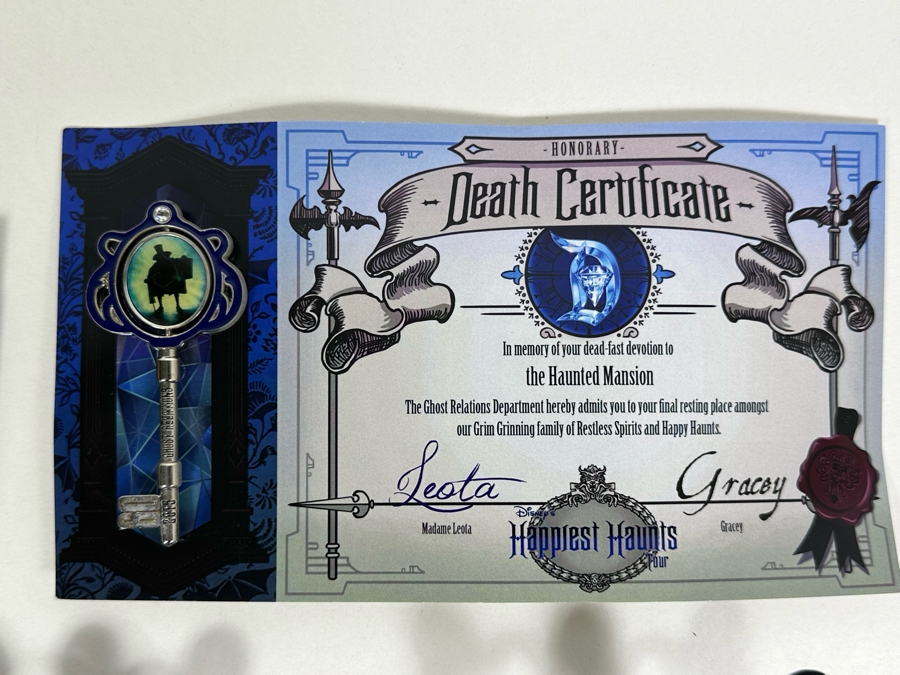 -HONORARY-
-Death Certificate-
D
In memory of your dead-fast devotion to
the Haunted Mansion
The Ghost Relations Department hereby admits you to your final resting place amongst
our Grim Grinning family of Restless Spirits and Happy Haunts.
Leota
Gracey
Madame Leota
Gracey
Disney's
Happiest Haunts
Tour
2015